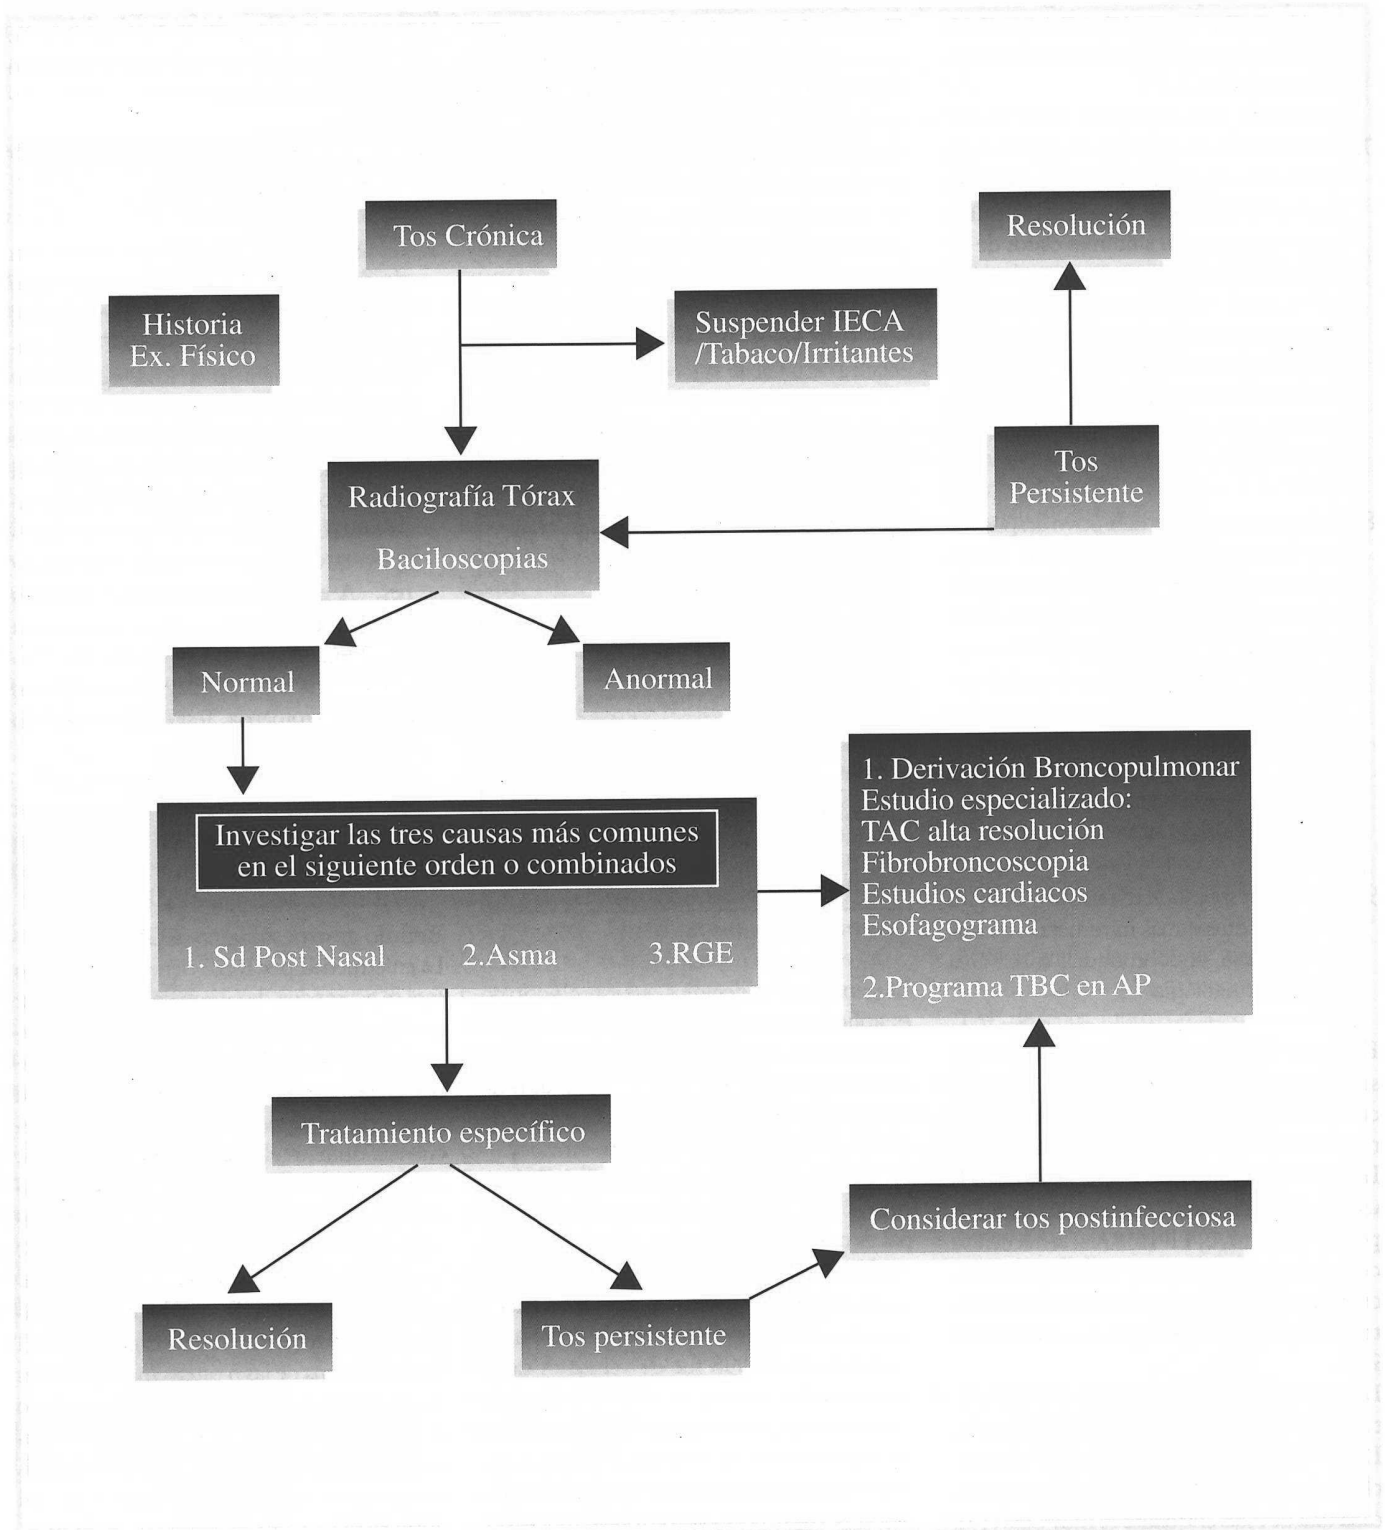 Tos Crónica
Resolución
Historia
Ex. Físico
Suspender IECA
/Tabaco/Irritantes
Tos
Persistente
Radiografía Tórax
Baciloscopias
Normal
Anormal
Investigar las tres causas más comunes
en el siguiente orden o combinados
1. Sd Post Nasal 2.Asma 3.RGE
1. Derivación Broncopulmonar
Estudio especializado:
TAC alta resolución
Fibrobroncoscopia
Estudios cardiacos
Esofagograma
2.Programa TBC en AP
Tratamiento específico
Considerar tos postinfecciosa
Resolución
Tos persistente